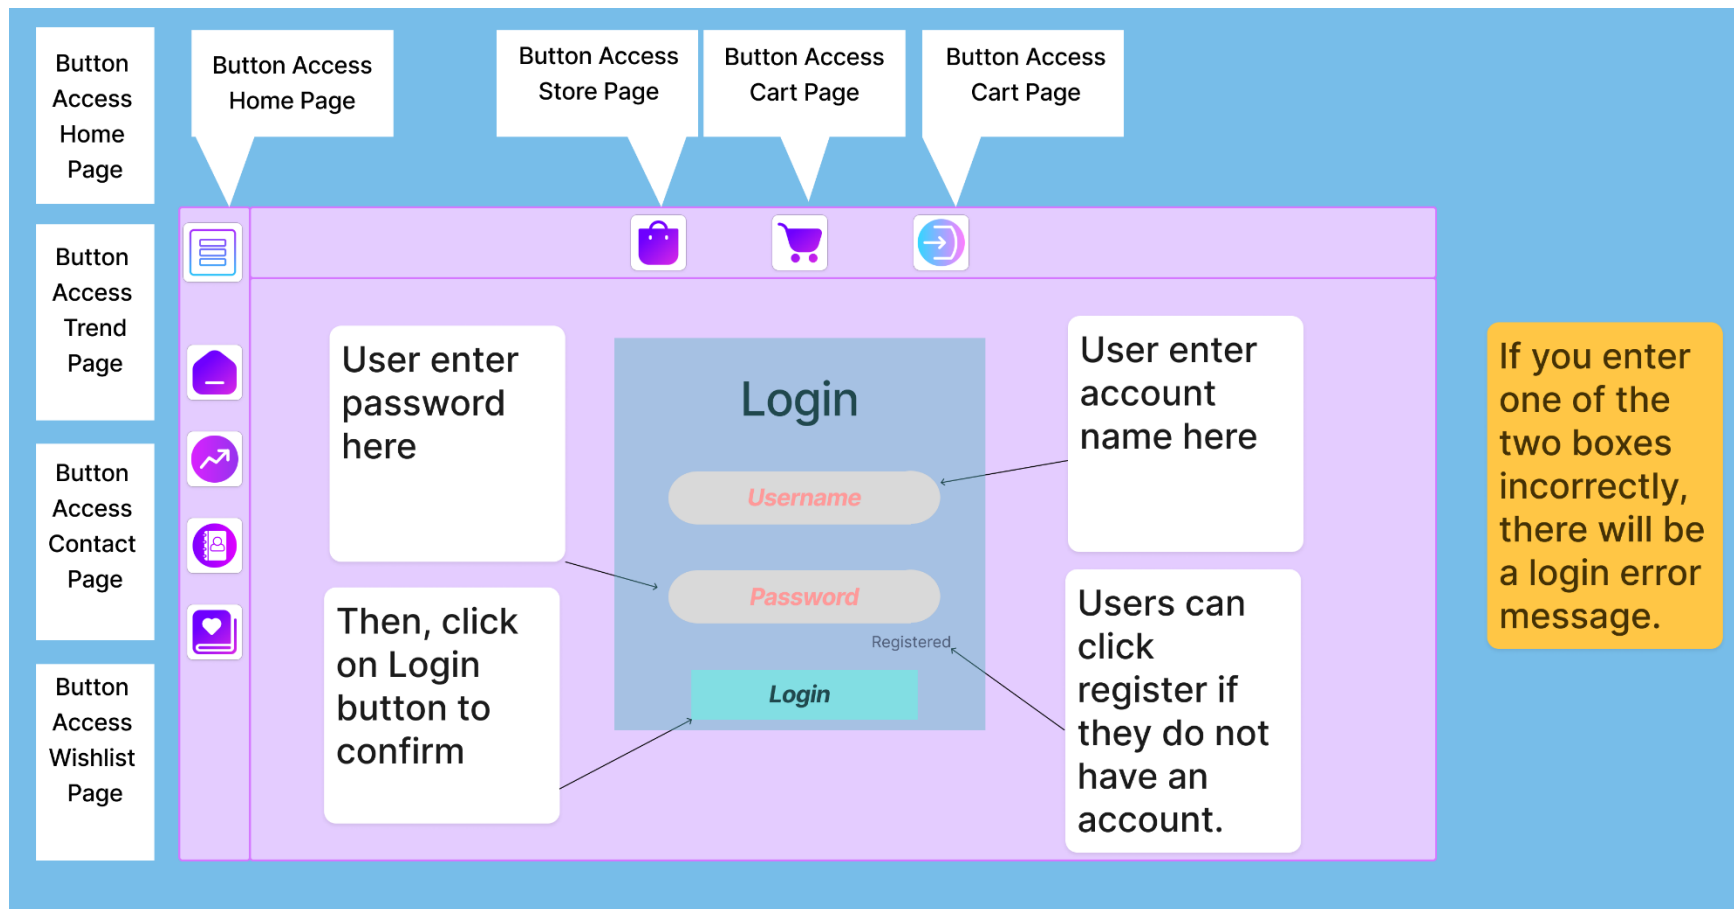 Button
Access
Home
Page
Button Access
Home Page
Button Access
Store Page
Button Access
Cart Page
Button Access
Cart Page
Button
Access
Trend
Page
Button
Access
Contact
Page
Button
Access
Wishlist
Page
User enter
password
here
Then, click
on Login
button to
confirm
Login
Username
Password
Registered
Login
User enter
account
name here
Users can
click
register if
they do not
have an
account.
If you enter
one of the
two boxes
incorrectly,
there will be
a login error
message.